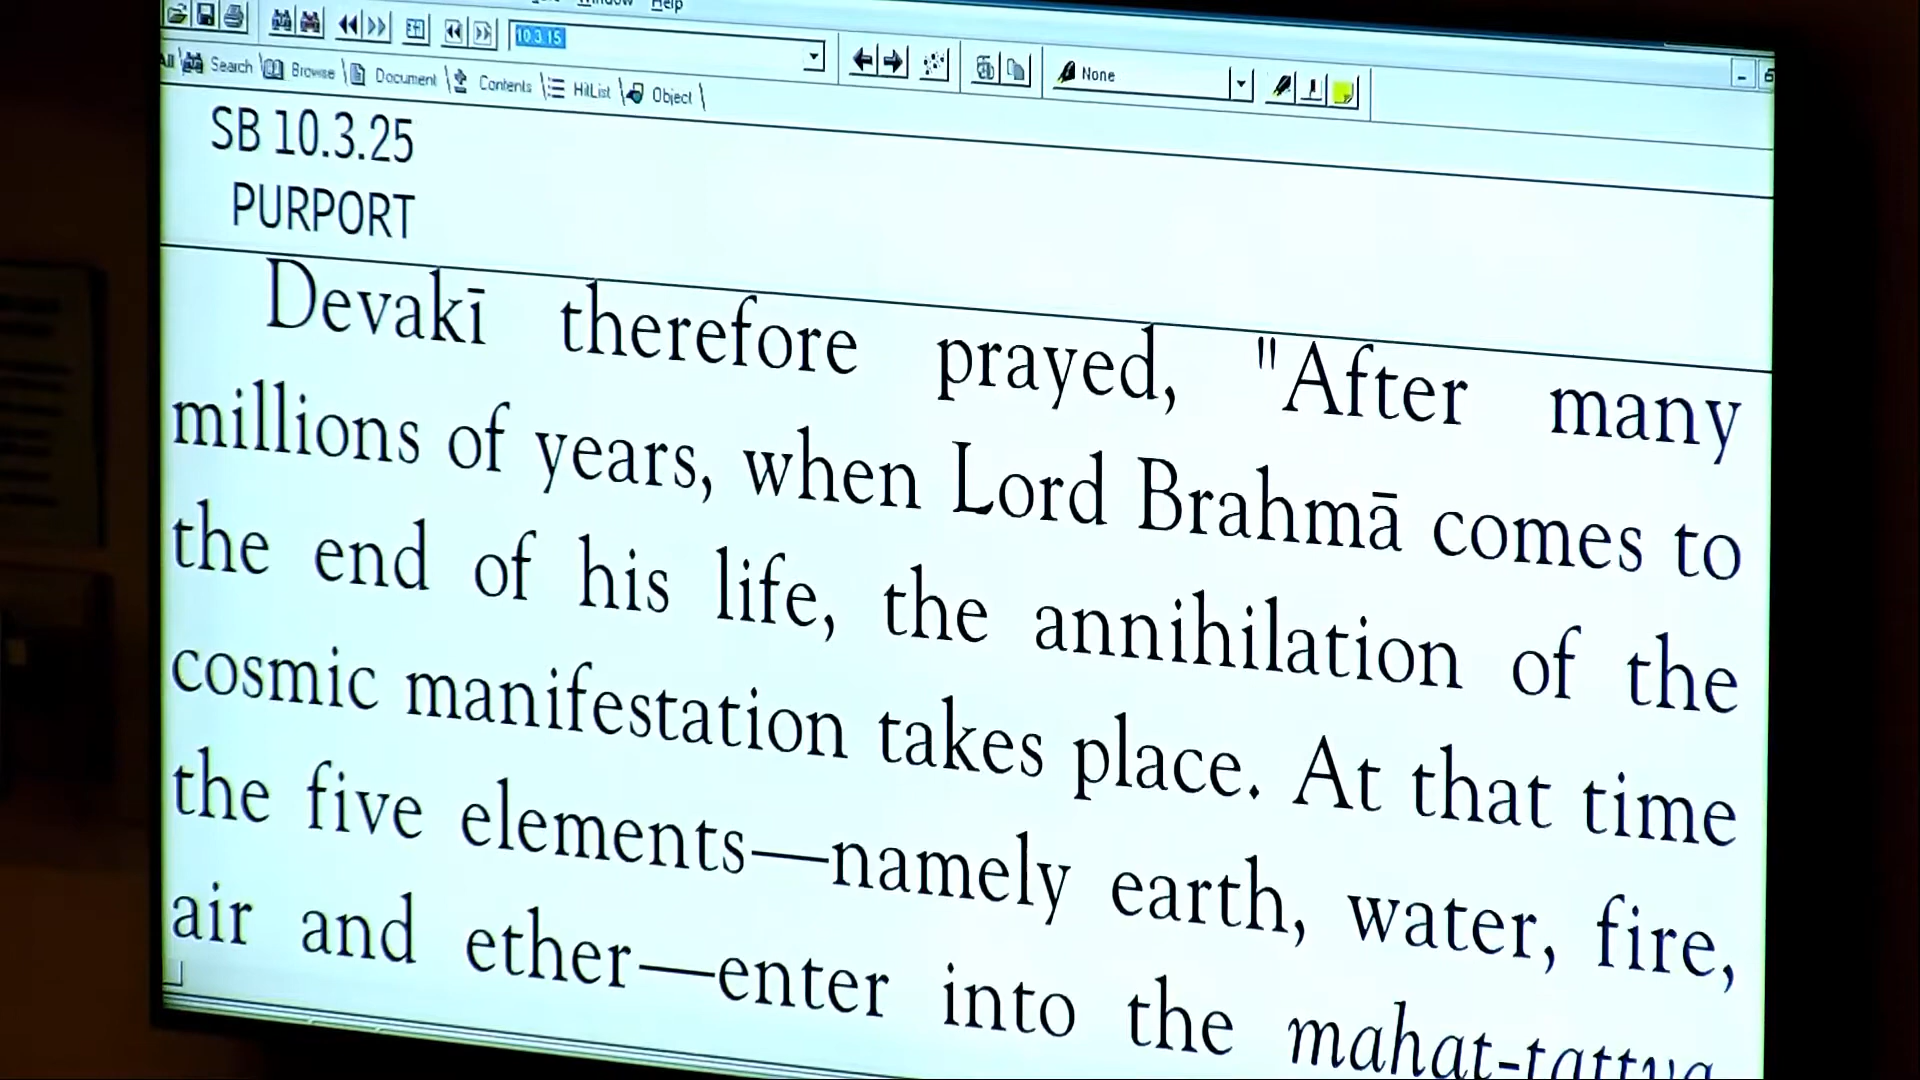 Window Help
10.3.15
None
All Search Browse Document Contents HitList Object
SB 10.3.25
PURPORT
Devakī therefore prayed, "After many
millions of years, when Lord Brahmā comes to
the end of his life, the annihilation of the
cosmic manifestation takes place. At that time
the five elements—namely earth, water, fire,
air and ether—enter into the mahat-tattva